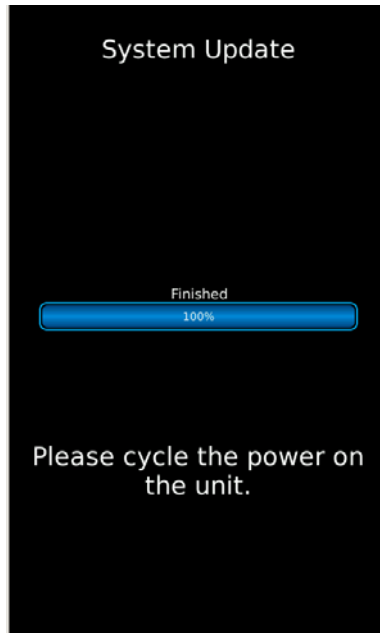 System Update
Finished
100%
Please cycle the power on
the unit.